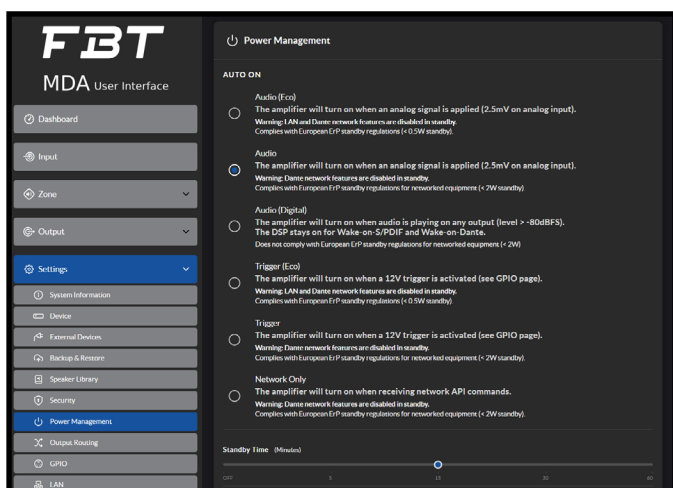 FBT
MDA User Interface
Dashboard
Input
Zone
Output
Settings
System Information
Device
External Devices
Backup & Restore
Speaker Library
Security
Power Management
Output Routing
GPIO
LAN
Power Management
AUTO ON
Audio (Eco)
The amplifier will turn on when an analog signal is applied (2.5mV on analog input).
Warning: LAN and Dante network features are disabled in standby.
Complies with European ErP standby regulations (< 0.5W standby).
Audio
The amplifier will turn on when an analog signal is applied (2.5mV on analog input).
Warning: Dante network features are disabled in standby.
Complies with European ErP standby regulations for networked equipment (< 2W standby).
Audio (Digital)
The amplifier will turn on when audio is playing on any output (level > -80dBFS).
The DSP stays on for Wake-on-S/PDIF and Wake-on-Dante.
Does not comply with European ErP standby regulations for networked equipment (< 2W)
Trigger (Eco)
The amplifier will turn on when a 12V trigger is activated (see GPIO page).
Warning: LAN and Dante network features are disabled in standby.
Complies with European ErP standby regulations (< 0.5W standby).
Trigger
The amplifier will turn on when a 12V trigger is activated (see GPIO page).
Warning: Dante network features are disabled in standby.
Complies with European ErP standby regulations for networked equipment (< 2W standby).
Network Only
The amplifier will turn on when receiving network API commands.
Warning: Dante network features are disabled in standby.
Complies with European ErP standby regulations for networked equipment (< 2W standby).
Standby Time (Minutes)
OFF 5 15 30 60